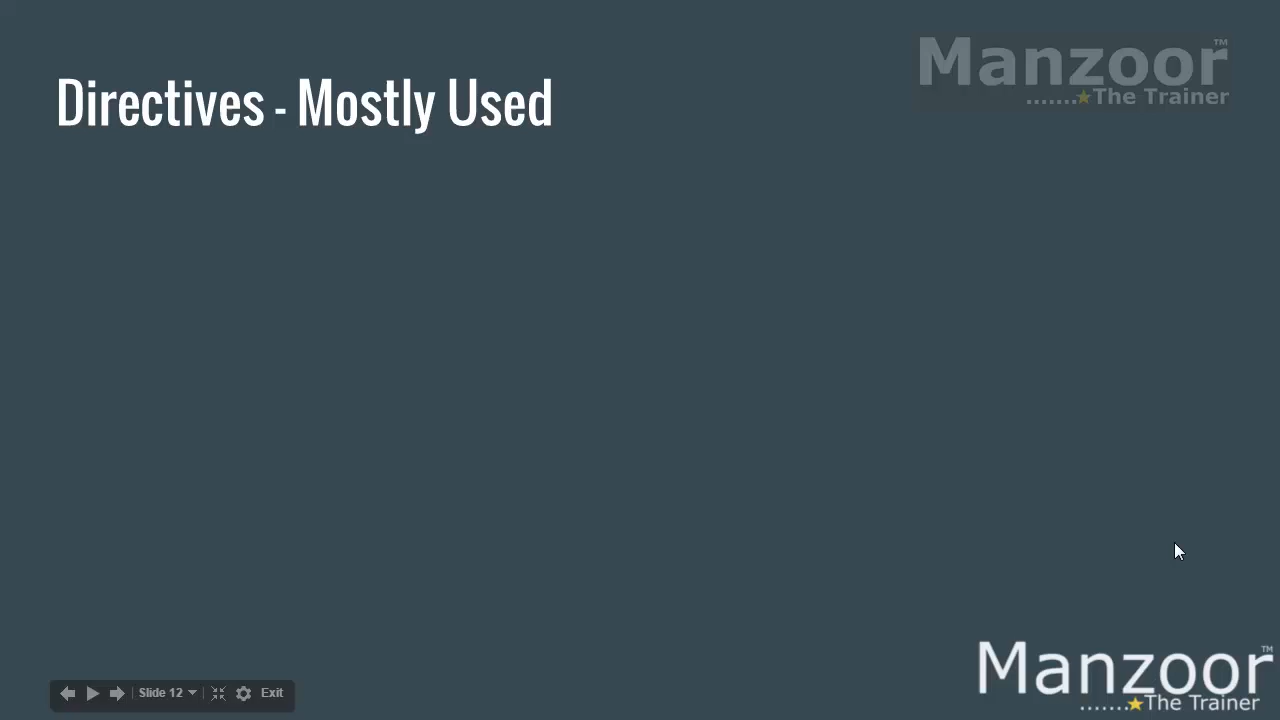 Manzoor™
.......★The Trainer
Directives - Mostly Used
Slide 12
Exit
Manzoor™
.......★The Trainer